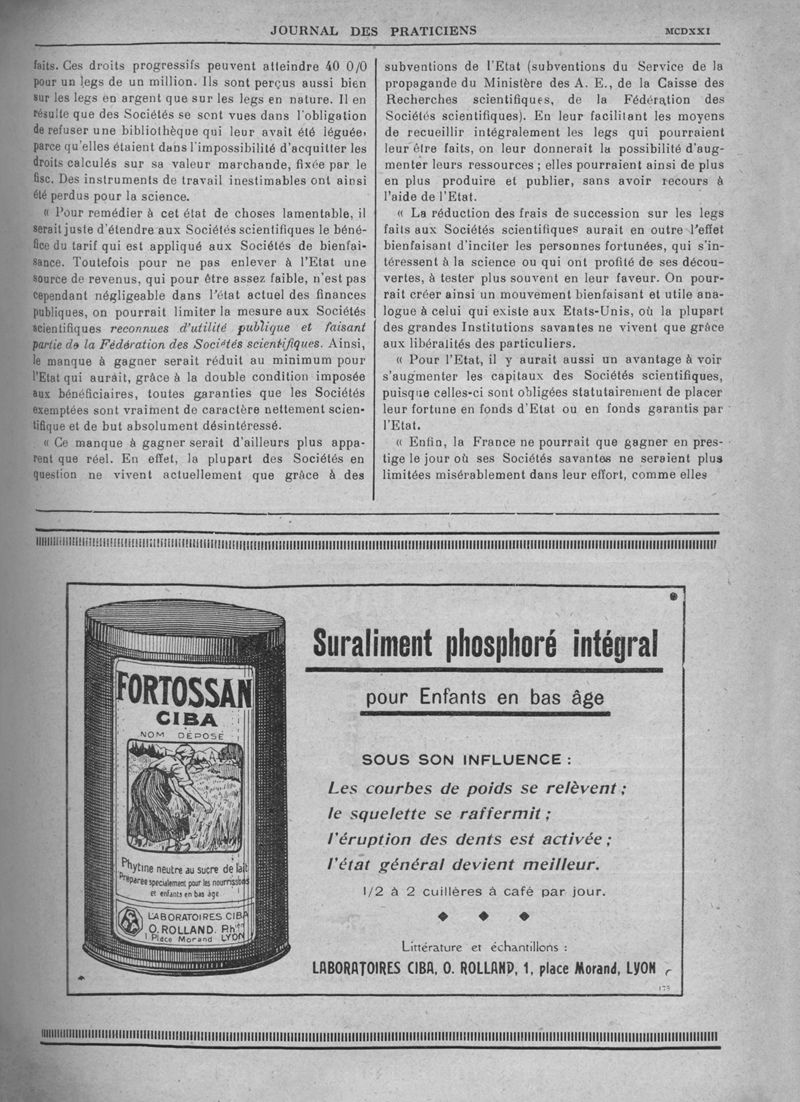 JOURNAL DES PRATICIENS
MCDXXI
faits. Ces droits progressifs peuvent atteindre 40 0/0
pour un legs de un million. Ils sont perçus aussi bien
sur les legs en argent que sur les legs en nature. Il en
résulte que des Sociétés se sont vues dans l'obligation
de refuser une bibliothèque qui leur avait été léguée,
parce qu'elles étaient dans l'impossibilité d'acquitter les
droits calculés sur sa valeur marchande, fixée par le
fisc. Des instruments de travail inestimables ont ainsi
été perdus pour la science.
« Pour remédier à cet état de choses lamentable, il
serait juste d'étendre aux Sociétés scientifiques le béné-
fice du tarif qui est appliqué aux Sociétés de bienfai-
sance. Toutefois pour ne pas enlever à l'Etat une
source de revenus, qui pour être assez faible, n'est pas
cependant négligeable dans l'état actuel des finances
publiques, on pourrait limiter la mesure aux Sociétés
scientifiques reconnues d'utilité publique et faisant
partie de la Fédération des Sociétés scientifiques. Ainsi,
le manque à gagner serait réduit au minimum pour
l'Etat qui aurait, grâce à la double condition imposée
aux bénéficiaires, toutes garanties que les Sociétés
exemptées sont vraiment de caractère nettement scien-
tifique et de but absolument désintéressé.
« Ce manque à gagner serait d'ailleurs plus appa-
rent que réel. En effet, la plupart des Sociétés en
question ne vivent actuellement que grâce à des
subventions de l'Etat (subventions du Service de la
propagande du Ministère des A. E., de la Caisse des
Recherches scientifiques, de la Fédération des
Sociétés scientifiques). En leur facilitant les moyens
de recueillir intégralement les legs qui pourraient
leur être faits, on leur donnerait la possibilité d'aug-
menter leurs ressources ; elles pourraient ainsi de plus
en plus produire et publier, sans avoir recours à
l'aide de l'Etat.
« La réduction des frais de succession sur les legs
faits aux Sociétés scientifiques aurait en outre l'effet
bienfaisant d'inciter les personnes fortunées, qui s'in-
téressent à la science ou qui ont profité de ses décou-
vertes, à tester plus souvent en leur faveur. On pour-
rait créer ainsi un mouvement bienfaisant et utile ana-
logue à celui qui existe aux Etats-Unis, où la plupart
des grandes Institutions savantes ne vivent que grâce
aux libéralités des particuliers.
« Pour l'Etat, il y aurait aussi un avantage à voir
s'augmenter les capitaux des Sociétés scientifiques,
puisque celles-ci sont obligées statutairement de placer
leur fortune en fonds d'Etat ou en fonds garantis par
l'Etat.
« Enfin, la France ne pourrait que gagner en pres-
tige le jour où ses Sociétés savantes ne seraient plus
limitées misérablement dans leur effort, comme elles
FORTOSSAN
CIBA
NOM DÉPOSÉ
Phytine neutre au sucre de lait
Préparée spécialement pour les nourrissons
et enfants en bas âge
LABORATOIRES CIBA
O. ROLLAND. Phien
1 Place Morand LYON
Suraliment phosphoré intégral
pour Enfants en bas âge
SOUS SON INFLUENCE :
Les courbes de poids se relèvent ;
le squelette se raffermit ;
l'éruption des dents est activée ;
l'état général devient meilleur.
1/2 à 2 cuillères à café par jour.
Littérature et échantillons :
LABORATOIRES CIBA, O. ROLLAND, 1, place Morand, LYON